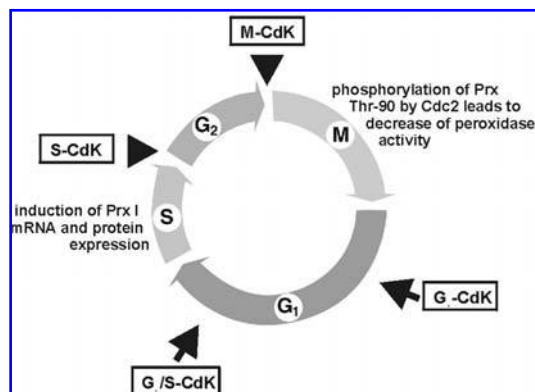 M-CdK
phosphorylation of Prx
Thr-90 by Cdc2 leads to
decrease of peroxidase
activity
G2
M
S-CdK
induction of Prx I
mRNA and protein
expression
S
G1
G.-CdK
G./S-CdK